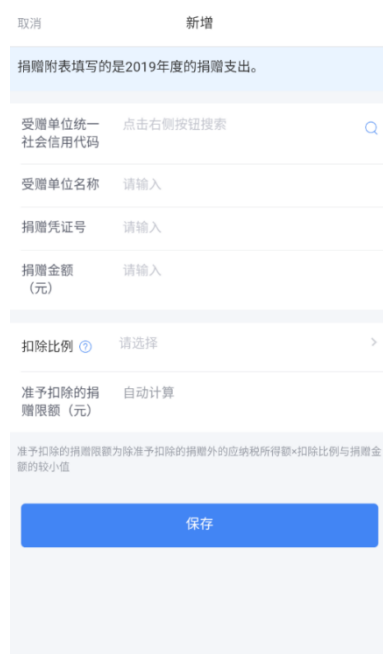 取消
新增
捐赠附表填写的是2019年度的捐赠支出。
受赠单位统一
社会信用代码
点击右侧按钮搜索
受赠单位名称
请输入
捐赠凭证号
请输入
捐赠金额
（元）
请输入
扣除比例
?
请选择
准予扣除的捐
赠限额（元）
自动计算
准予扣除的捐赠限额为除准予扣除的捐赠外的应纳税所得额×扣除比例与捐赠金
额的较小值
保存